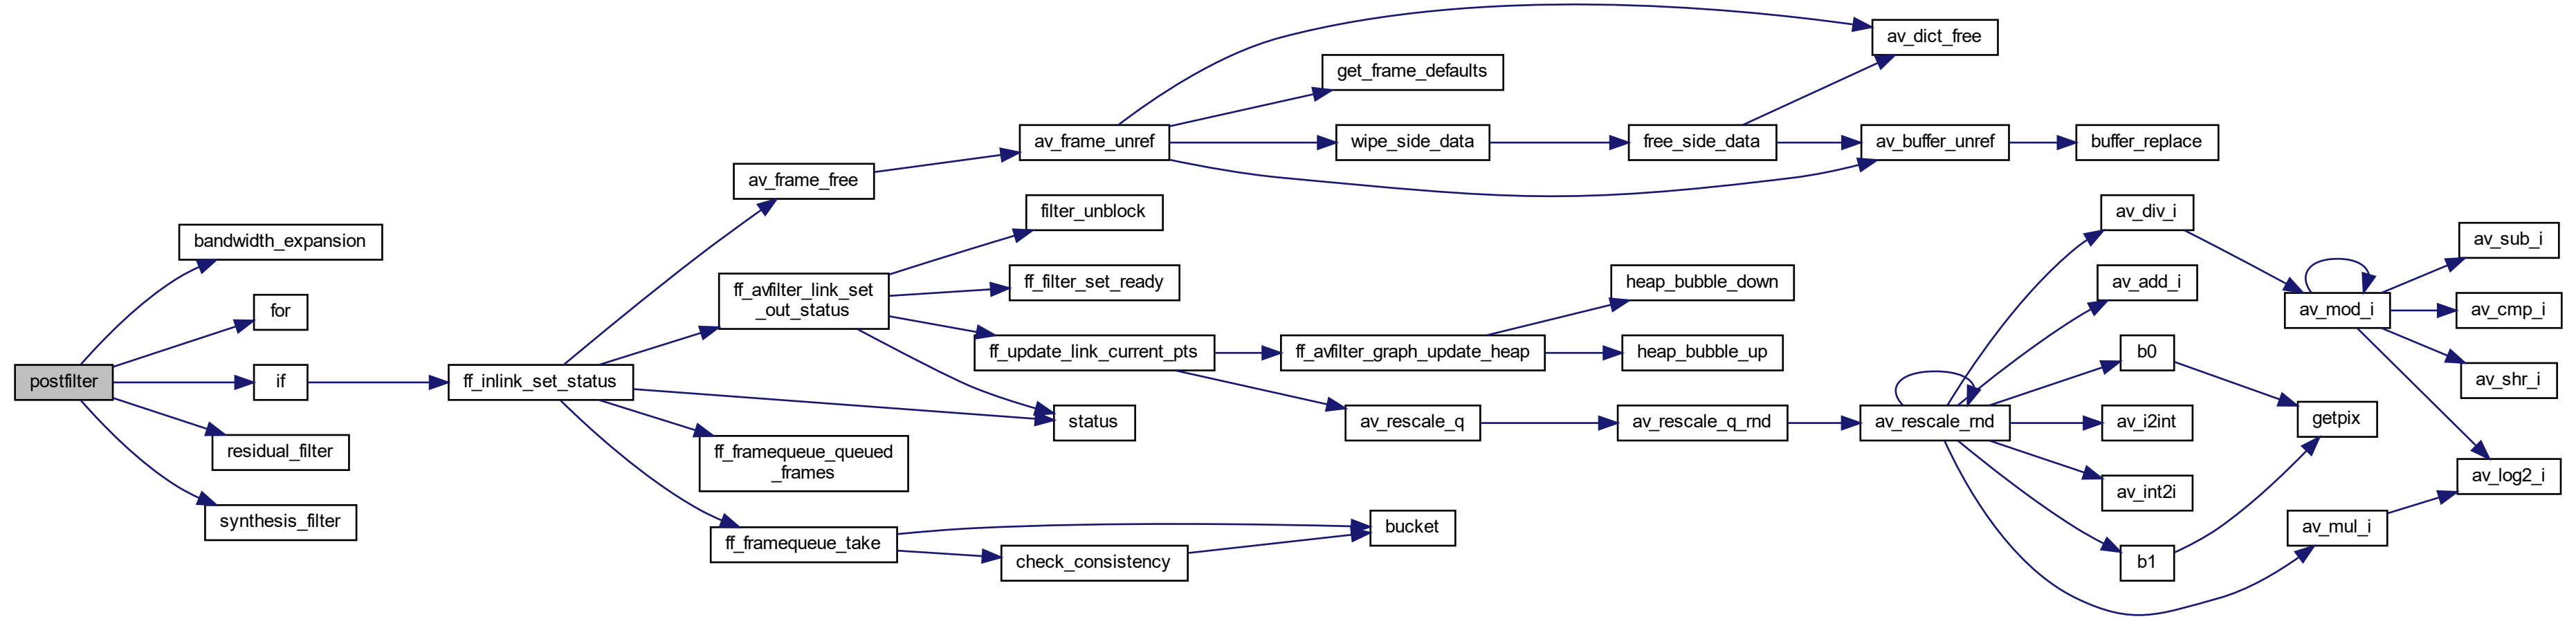 postfilter
bandwidth_expansion
for
if
residual_filter
synthesis_filter
ff_inlink_set_status
av_frame_free
ff_avfilter_link_set
_out_status
ff_framequeue_queued
_frames
ff_framequeue_take
av_frame_unref
filter_unblock
ff_filter_set_ready
ff_update_link_current_pts
status
check_consistency
bucket
get_frame_defaults
wipe_side_data
ff_avfilter_graph_update_heap
av_rescale_q
free_side_data
heap_bubble_down
heap_bubble_up
av_rescale_q_rnd
av_dict_free
av_buffer_unref
av_rescale_rnd
buffer_replace
av_div_i
av_add_i
b0
av_i2int
av_int2i
b1
av_mod_i
getpix
av_mul_i
av_sub_i
av_cmp_i
av_shr_i
av_log2_i